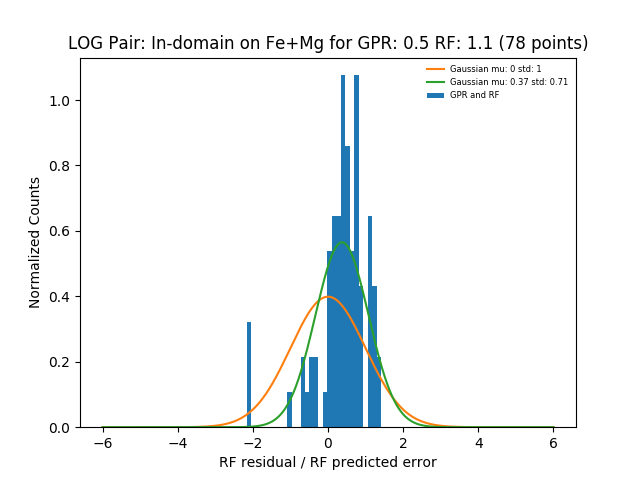 LOG Pair: In-domain on Fe+Mg for GPR: 0.5 RF: 1.1 (78 points)
Gaussian mu: 0 std: 1
Gaussian mu: 0.37 std: 0.71
GPR and RF
Normalized Counts
1.0
0.8
0.6
0.4
0.2
0.0
−6 −4 −2 0 2 4 6
RF residual / RF predicted error